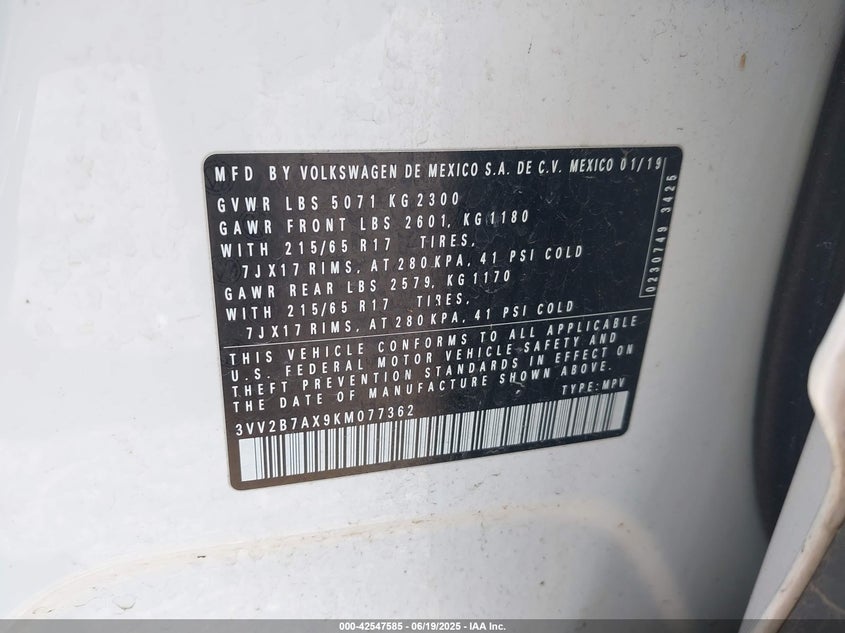 MFD BY VOLKSWAGEN DE MEXICO S.A. DE C.V. MEXICO 01/19
GVWR LBS 5071 KG 2300
GAWR FRONT LBS 2601, KG 1180
WITH 215/65 R17 TIRES,
7JX17 RIMS, AT 280 KPA, 41 PSI COLD
GAWR REAR LBS 2579, KG 1170
WITH 215/65 R17 TIRES,
7JX17 RIMS, AT 280 KPA, 41 PSI COLD
0230749 3425
THIS VEHICLE CONFORMS TO ALL APPLICABLE
U.S. FEDERAL MOTOR VEHICLE SAFETY AND
THEFT PREVENTION STANDARDS IN EFFECT ON
THE DATE OF MANUFACTURE SHOWN ABOVE.
3VV2B7AX9KM077362 TYPE: MPV
000-42547585 - 06/19/2025 - IAA Inc.